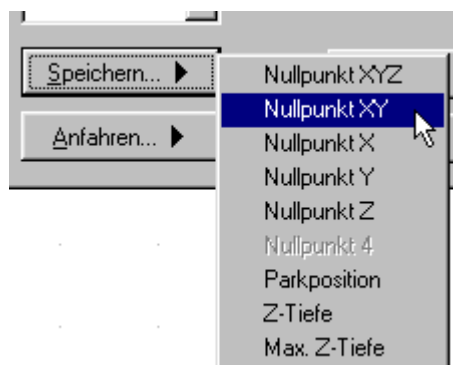 Speichern...
Anfahren...
Nullpunkt XYZ
Nullpunkt XY
Nullpunkt X
Nullpunkt Y
Nullpunkt Z
Nullpunkt 4
Parkposition
Z-Tiefe
Max. Z-Tiefe